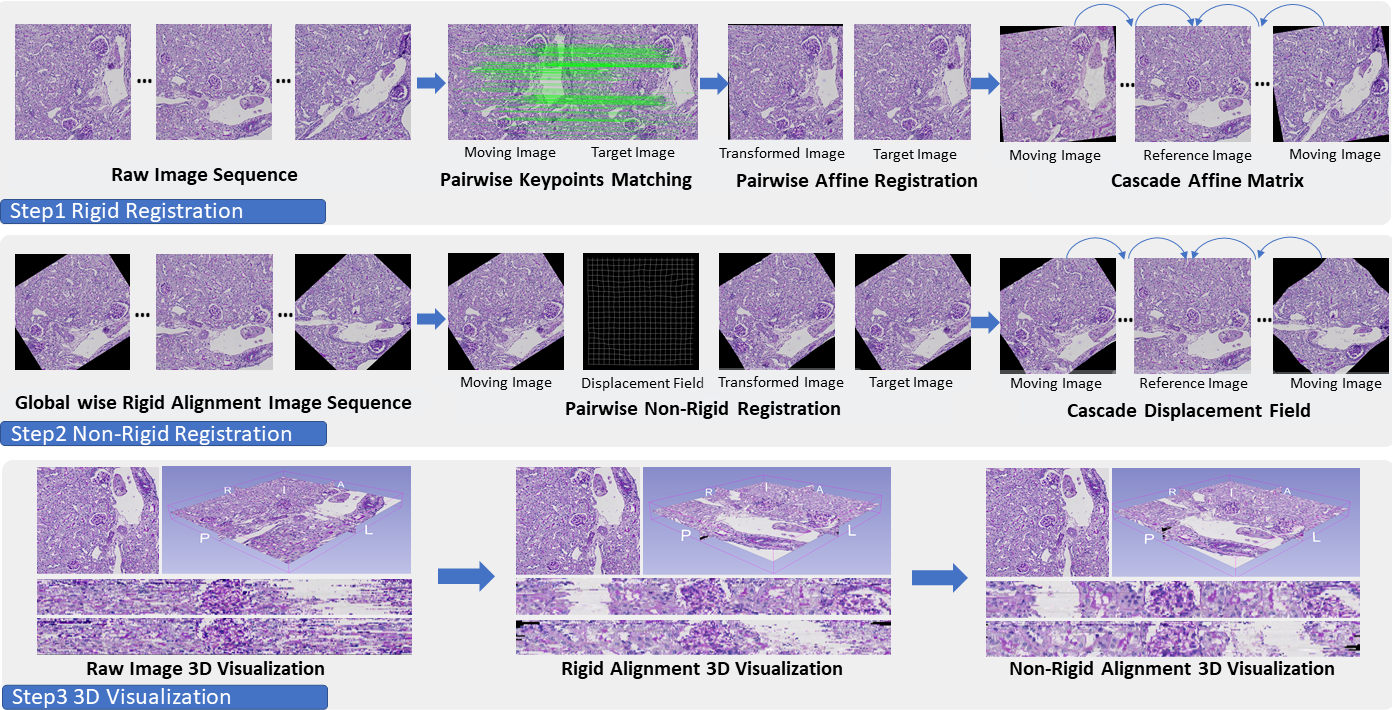 ... ...
Moving Image Target Image Transformed Image Target Image Moving Image Reference Image Moving Image
Raw Image Sequence Pairwise Keypoints Matching Pairwise Affine Registration Cascade Affine Matrix
Step1 Rigid Registration
Moving Image Displacement Field Transformed Image Target Image Moving Image Reference Image Moving Image
Global wise Rigid Alignment Image Sequence Pairwise Non-Rigid Registration Cascade Displacement Field
Step2 Non-Rigid Registration
R I A P L
R I A P L
R I A P L
Raw Image 3D Visualization Rigid Alignment 3D Visualization Non-Rigid Alignment 3D Visualization
Step3 3D Visualization